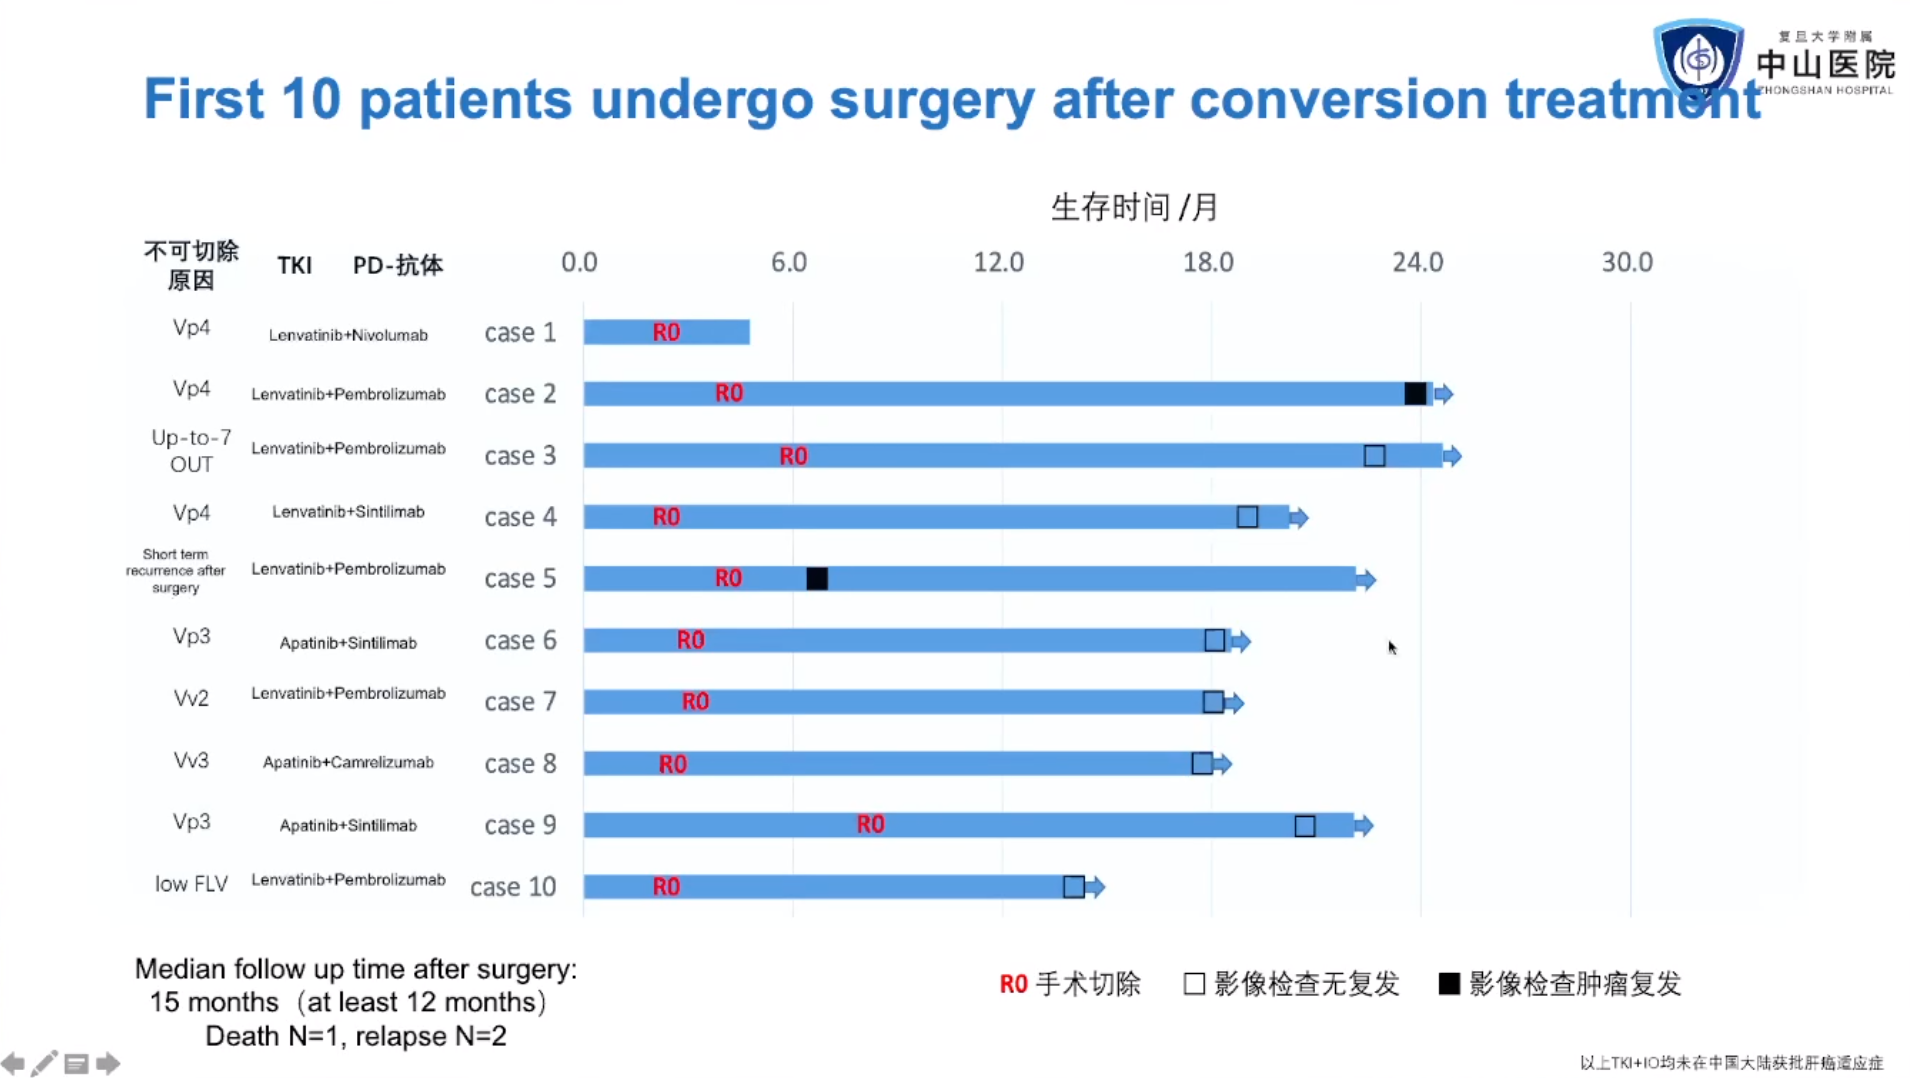 复旦大学附属
中山医院
ZHONGSHAN HOSPITAL
First 10 patients undergo surgery after conversion treatment
生存时间 /月
不可切除
原因
TKI PD-抗体
0.0 6.0 12.0 18.0 24.0 30.0
Vp4 Lenvatinib+Nivolumab case 1 R0
Vp4 Lenvatinib+Pembrolizumab case 2 R0
Up-to-7
OUT
Lenvatinib+Pembrolizumab case 3 R0
Vp4 Lenvatinib+Sintilimab case 4 R0
Short term
recurrence after
surgery
Lenvatinib+Pembrolizumab case 5 R0
Vp3 Apatinib+Sintilimab case 6 R0
Vv2 Lenvatinib+Pembrolizumab case 7 R0
Vv3 Apatinib+Camrelizumab case 8 R0
Vp3 Apatinib+Sintilimab case 9 R0
low FLV Lenvatinib+Pembrolizumab case 10 R0
Median follow up time after surgery:
15 months（at least 12 months）
Death N=1, relapse N=2
R0 手术切除 影像检查无复发 影像检查肿瘤复发
以上TKI+IO均未在中国大陆获批肝癌适应症